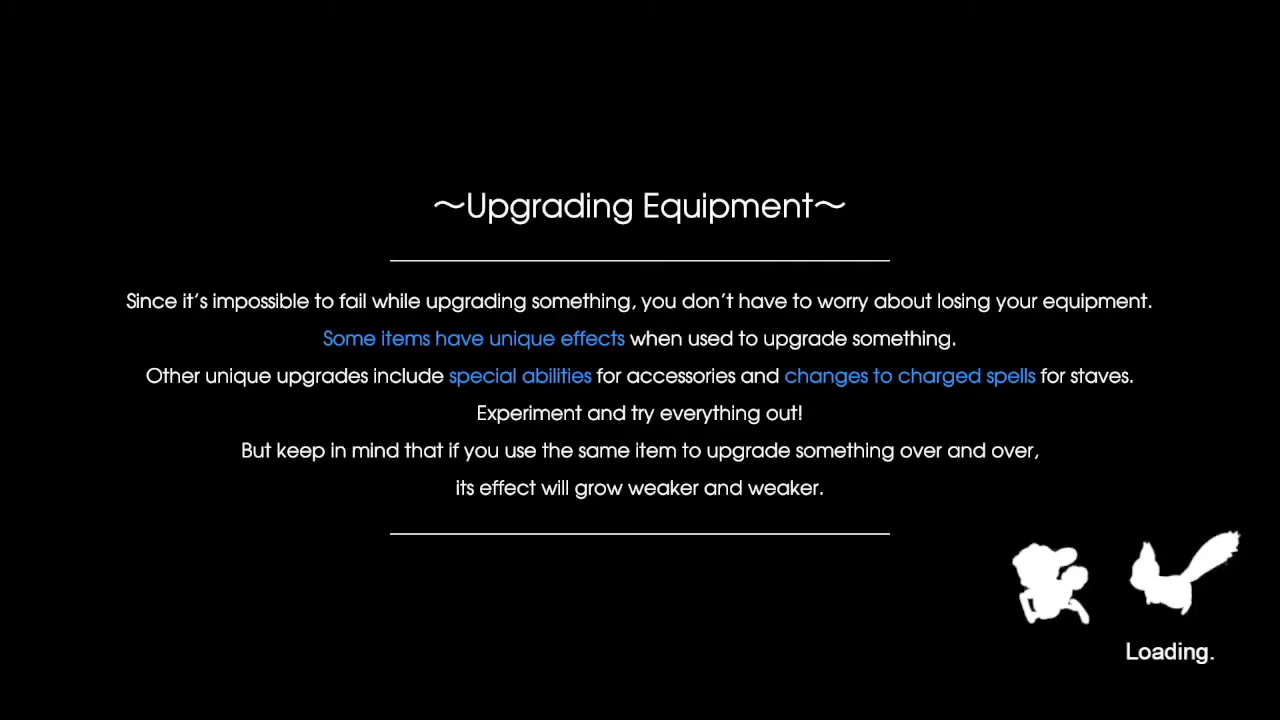 ～Upgrading Equipment～
Since it's impossible to fail while upgrading something, you don't have to worry about losing your equipment.
Some items have unique effects when used to upgrade something.
Other unique upgrades include special abilities for accessories and changes to charged spells for staves.
Experiment and try everything out!
But keep in mind that if you use the same item to upgrade something over and over,
its effect will grow weaker and weaker.
Loading.